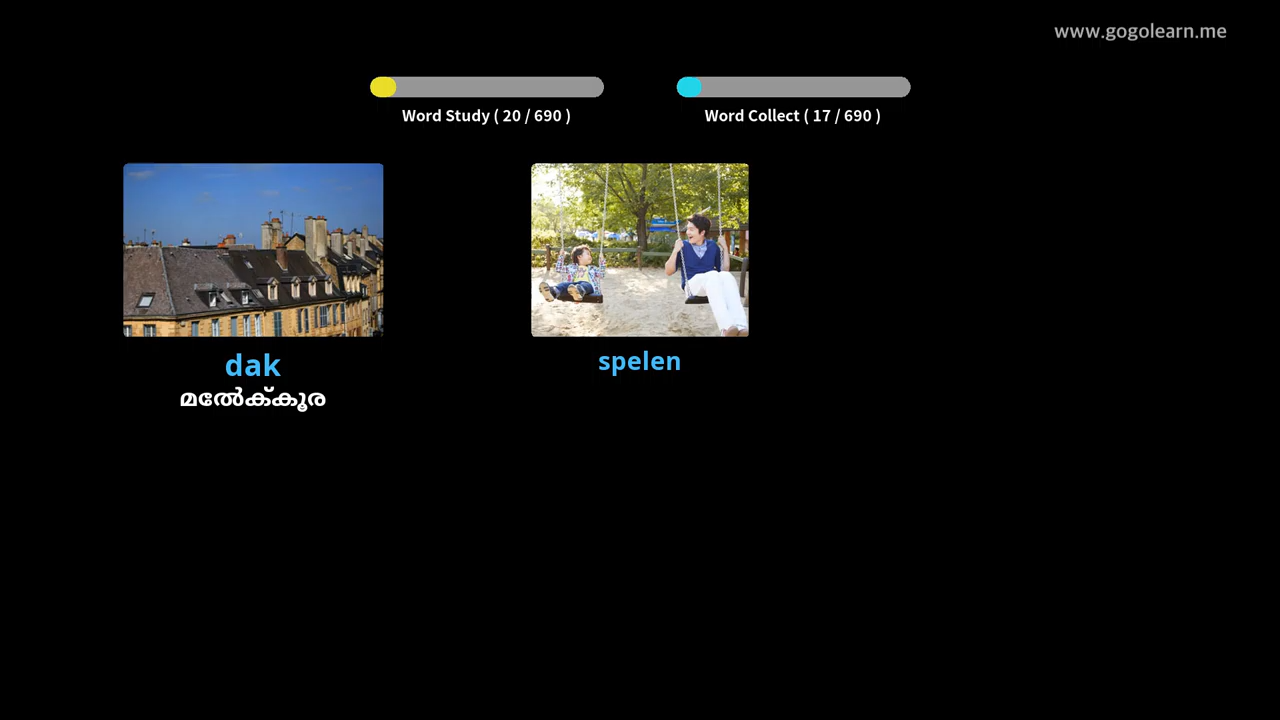 www.gogolearn.me
Word Study ( 20 / 690 )
Word Collect ( 17 / 690 )
dak
മേൽക്കൂര
spelen